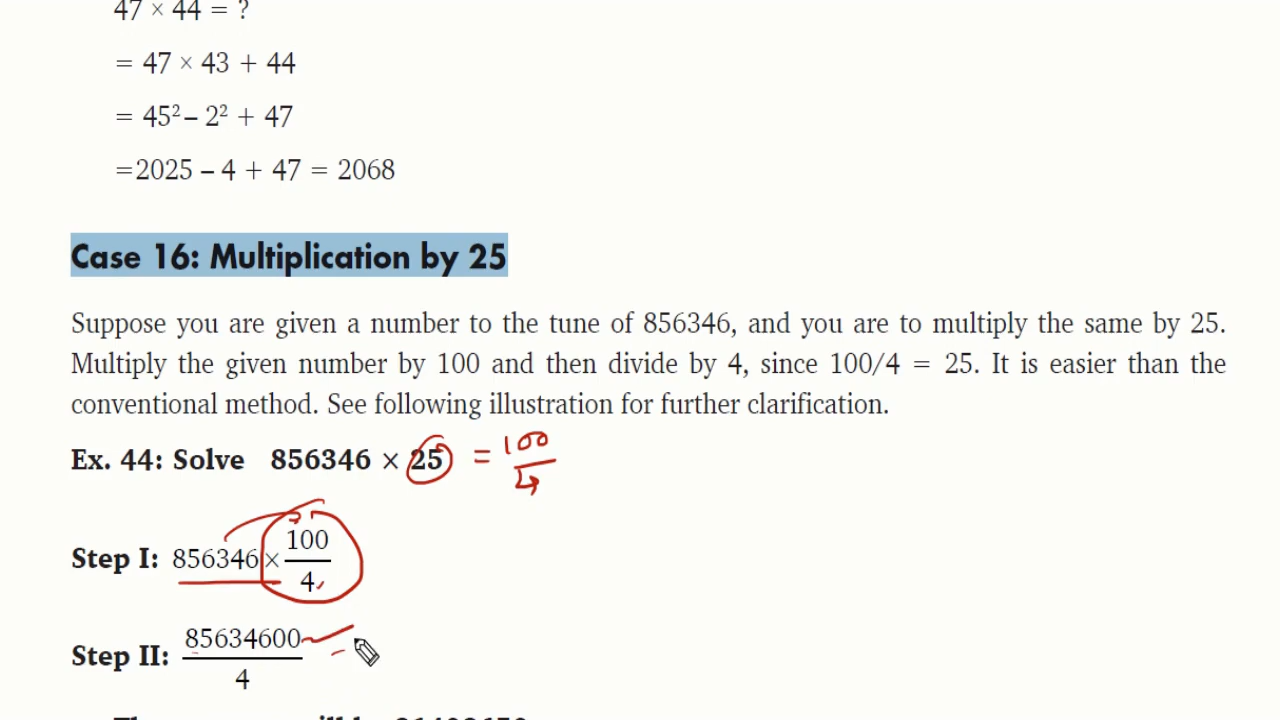 47 × 44 = ?
= 47 × 43 + 44
= 45² – 2² + 47
=2025 – 4 + 47 = 2068
Case 16: Multiplication by 25
Suppose you are given a number to the tune of 856346, and you are to multiply the same by 25.
Multiply the given number by 100 and then divide by 4, since 100/4 = 25. It is easier than the
conventional method. See following illustration for further clarification.
Ex. 44: Solve 856346 × 25 = 100/4
Step I: 856346 × 100/4
Step II: 85634600/4